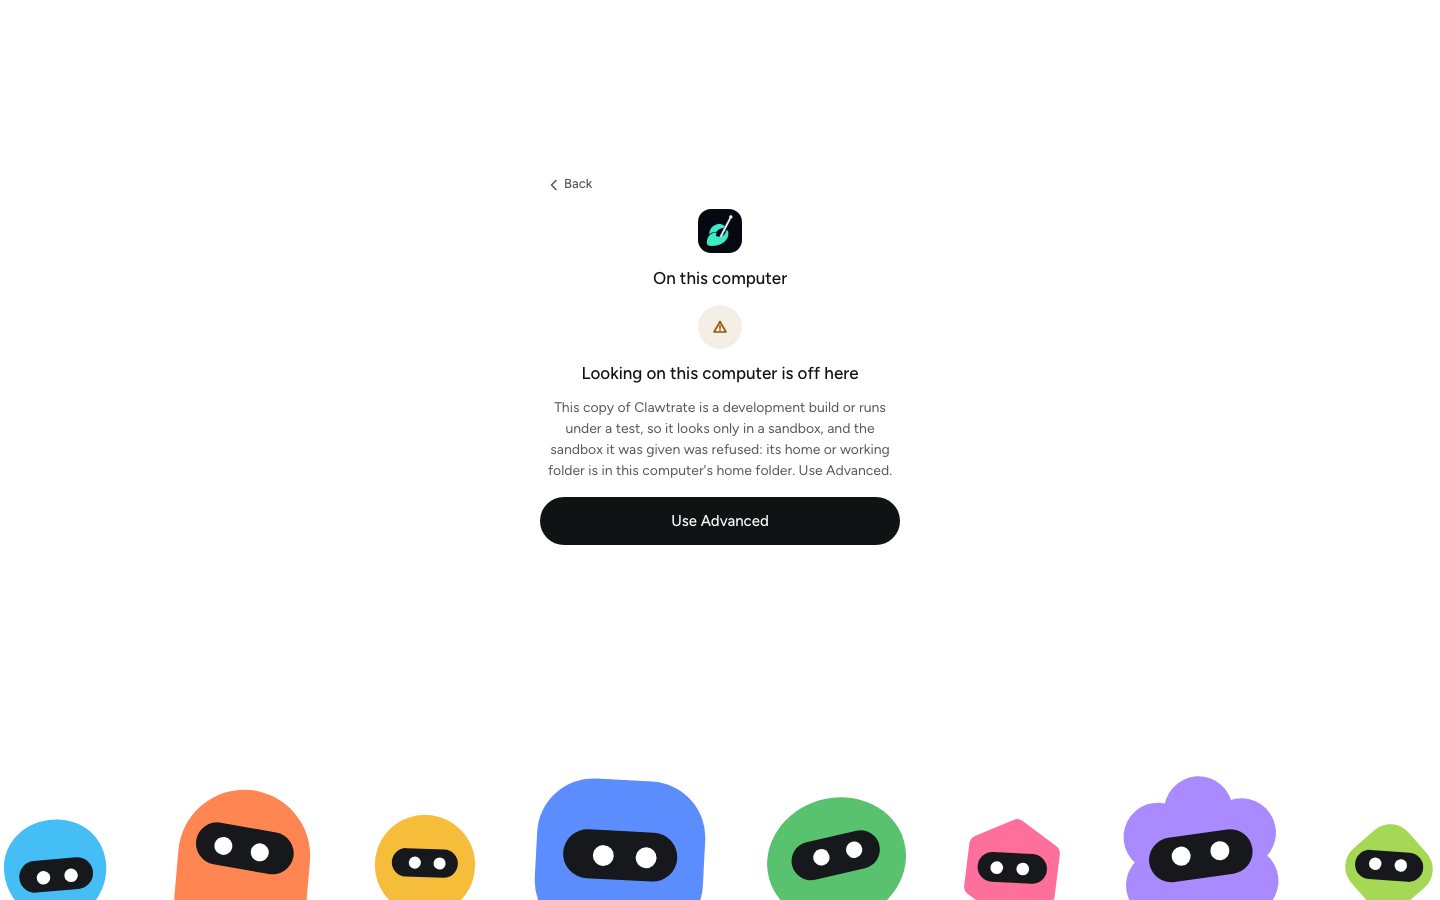 Back
On this computer
Looking on this computer is off here
This copy of Clawtrate is a development build or runs
under a test, so it looks only in a sandbox, and the
sandbox it was given was refused: its home or working
folder is in this computer's home folder. Use Advanced.
Use Advanced